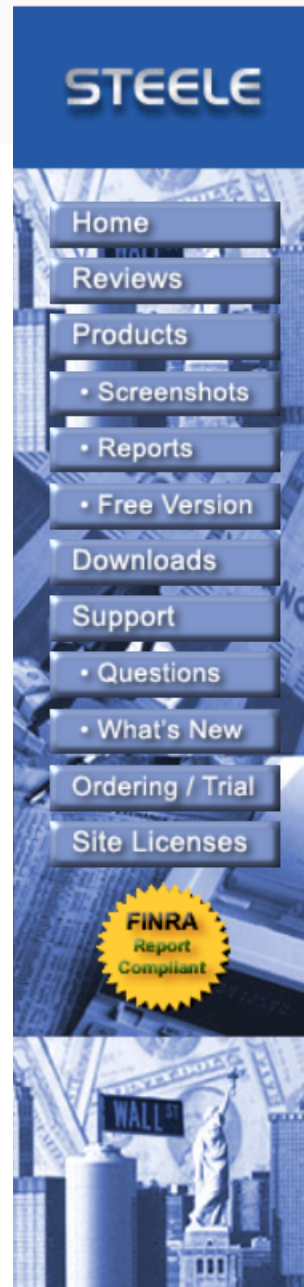 STEELE
Home
Reviews
Products
• Screenshots
• Reports
• Free Version
Downloads
Support
• Questions
• What's New
Ordering / Trial
Site Licenses
FINRA
Report
Compliant
WALL ST